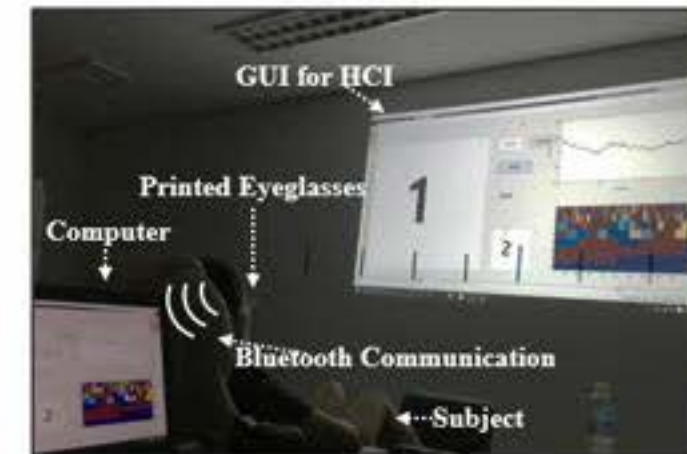 GUI for HCI
1
Printed Eyeglasses
Computer
2
Bluetooth Communication
2
Subject